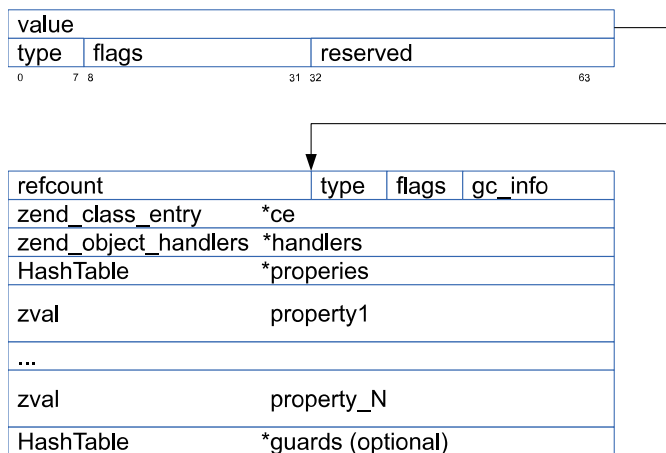 value
type flags reserved
0 7 8 31 32 63
refcount type flags gc_info
zend_class_entry *ce
zend_object_handlers *handlers
HashTable *properies
zval property1
...
zval property_N
HashTable *guards (optional)